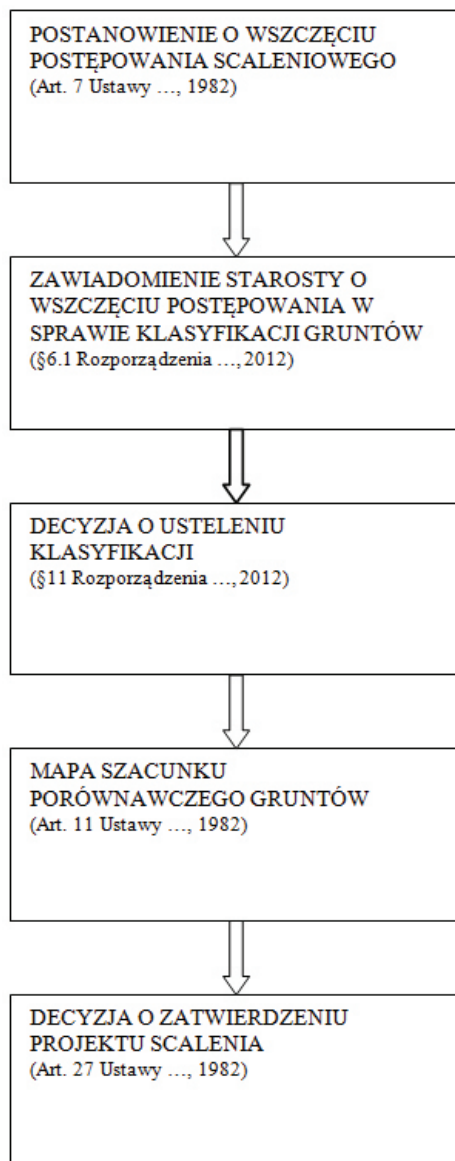 POSTANOWIENIE O WSZCZĘCIU
POSTĘPOWANIA SCALENIOWEGO
(Art. 7 Ustawy …, 1982)
ZAWIADOMIENIE STAROSTY O
WSZCZĘCIU POSTĘPOWANIA W
SPRAWIE KLASYFIKACJI GRUNTÓW
(§6.1 Rozporządzenia …, 2012)
DECYZJA O USTELENIU
KLASYFIKACJI
(§11 Rozporządzenia …, 2012)
MAPA SZACUNKU
PORÓWNAWCZEGO GRUNTÓW
(Art. 11 Ustawy …, 1982)
DECYZJA O ZATWIERDZENIU
PROJEKTU SCALENIA
(Art. 27 Ustawy …, 1982)